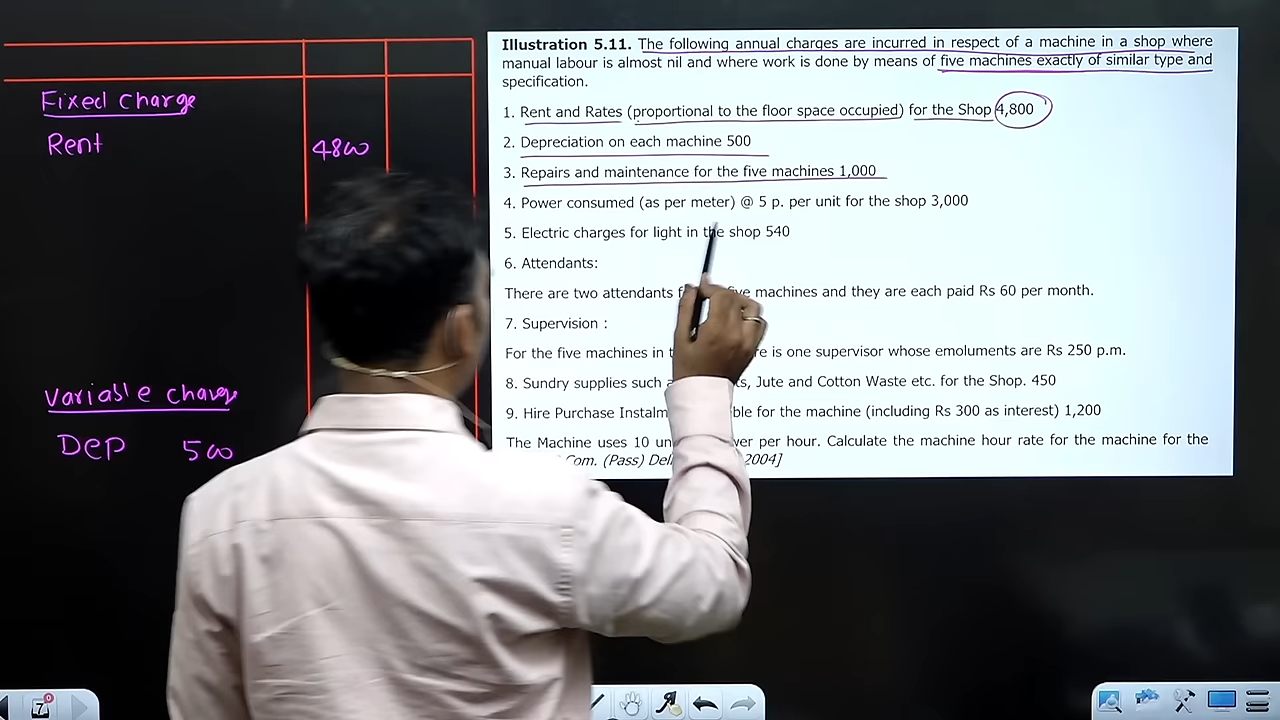 Fixed charge
Rent 4800
Variable charge
Dep 500
Illustration 5.11. The following annual charges are incurred in respect of a machine in a shop where
manual labour is almost nil and where work is done by means of five machines exactly of similar type and
specification.
1. Rent and Rates (proportional to the floor space occupied) for the Shop 4,800
2. Depreciation on each machine 500
3. Repairs and maintenance for the five machines 1,000
4. Power consumed (as per meter) @ 5 p. per unit for the shop 3,000
5. Electric charges for light in the shop 540
6. Attendants:
There are two attendants five machines and they are each paid Rs 60 per month.
7. Supervision :
For the five machines in is one supervisor whose emoluments are Rs 250 p.m.
8. Sundry supplies such Jute and Cotton Waste etc. for the Shop. 450
9. Hire Purchase for the machine (including Rs 300 as interest) 1,200
The Machine uses 10 per hour. Calculate the machine hour rate for the machine for the
Com. (Pass) 2004]
7